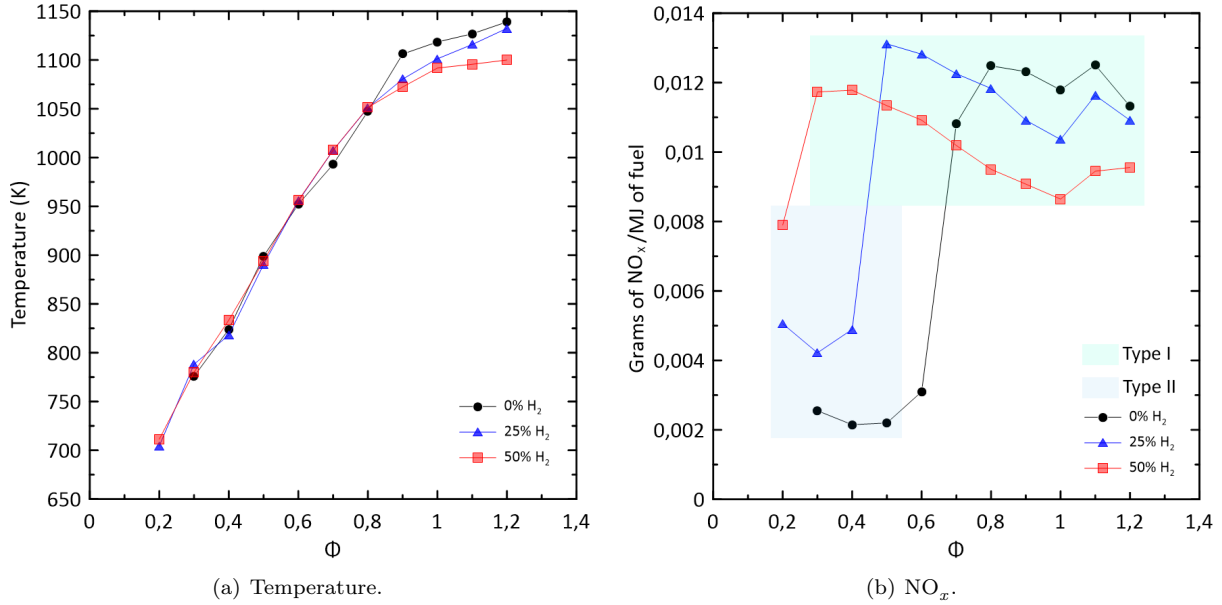 1150
1100
1050
1000
950
900
850
800
750
700
650
Temperature (K)
0% H2
25% H2
50% H2
0 0,2 0,4 0,6 0,8 1 1,2 1,4
Φ
(a) Temperature.
0,014
0,012
0,01
0,008
0,006
0,004
0,002
0
Grams of NOx/MJ of fuel
Type I
Type II
0% H2
25% H2
50% H2
0 0,2 0,4 0,6 0,8 1 1,2 1,4
Φ
(b) NOx.